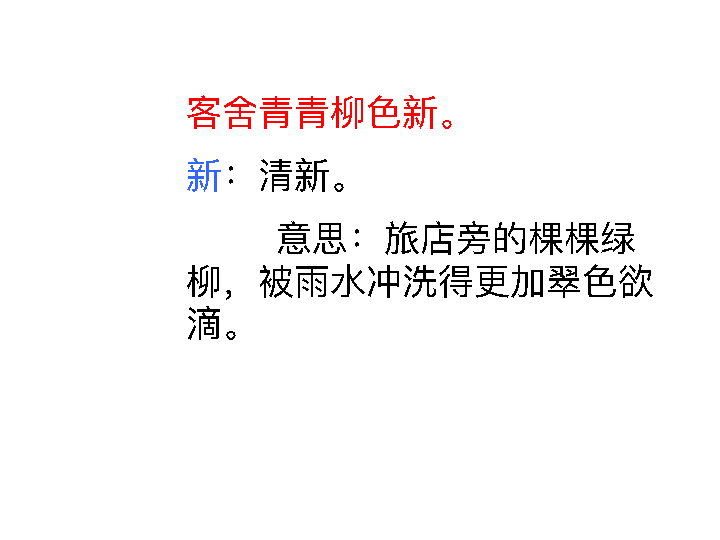 客舍青青柳色新。
新：清新。
意思：旅店旁的棵棵绿
柳，被雨水冲洗得更加翠色欲
滴。